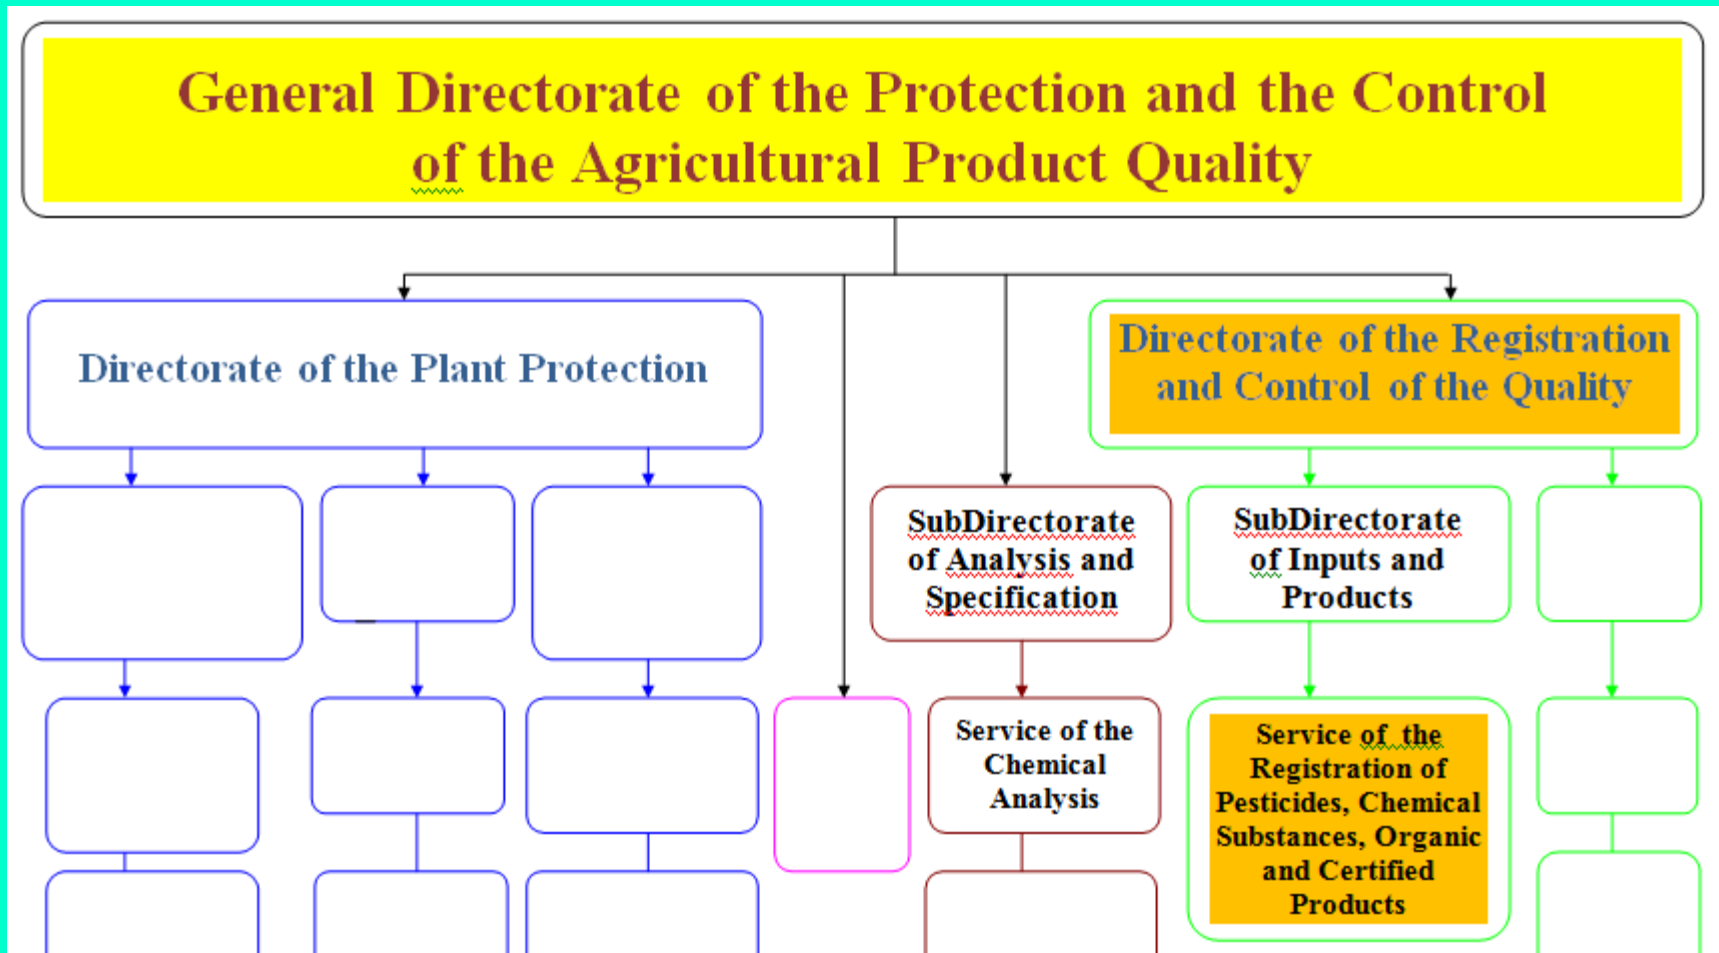 General Directorate of the Protection and the Control
of the Agricultural Product Quality
Directorate of the Plant Protection
Directorate of the Registration
and Control of the Quality
SubDirectorate
of Analysis and
Specification
SubDirectorate
of Inputs and
Products
Service of the
Chemical
Analysis
Service of the
Registration of
Pesticides, Chemical
Substances, Organic
and Certified
Products